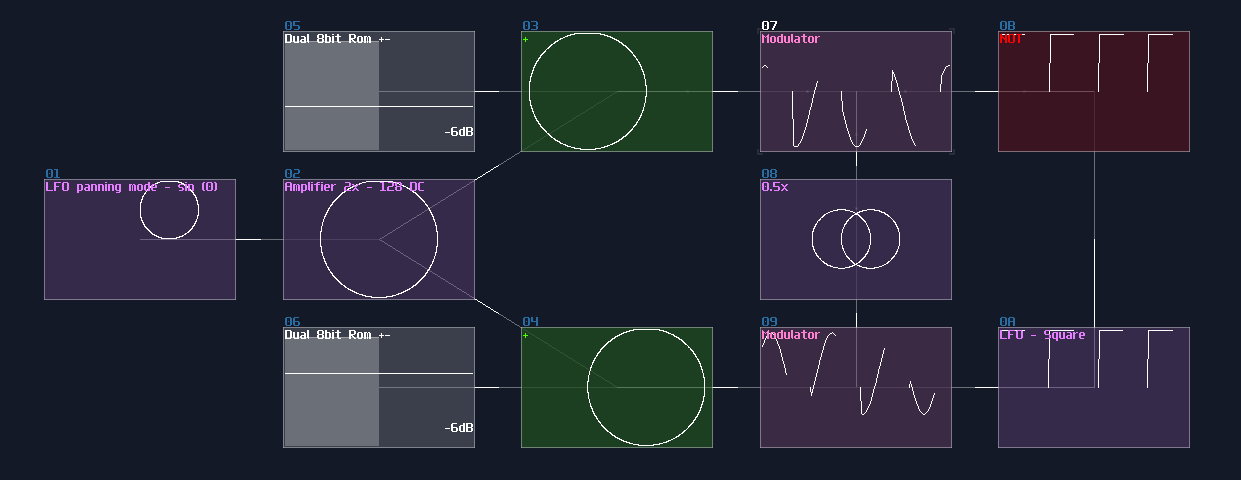 05
Dual 8bit Rom +-
-6dB
03
+
07
Modulator
0B
NOT
01
LFO panning mode - sin (0)
02
Amplifier 2x - 128 DC
08
0.5x
06
Dual 8bit Rom +-
-6dB
04
+
09
Modulator
0A
LFO - Square